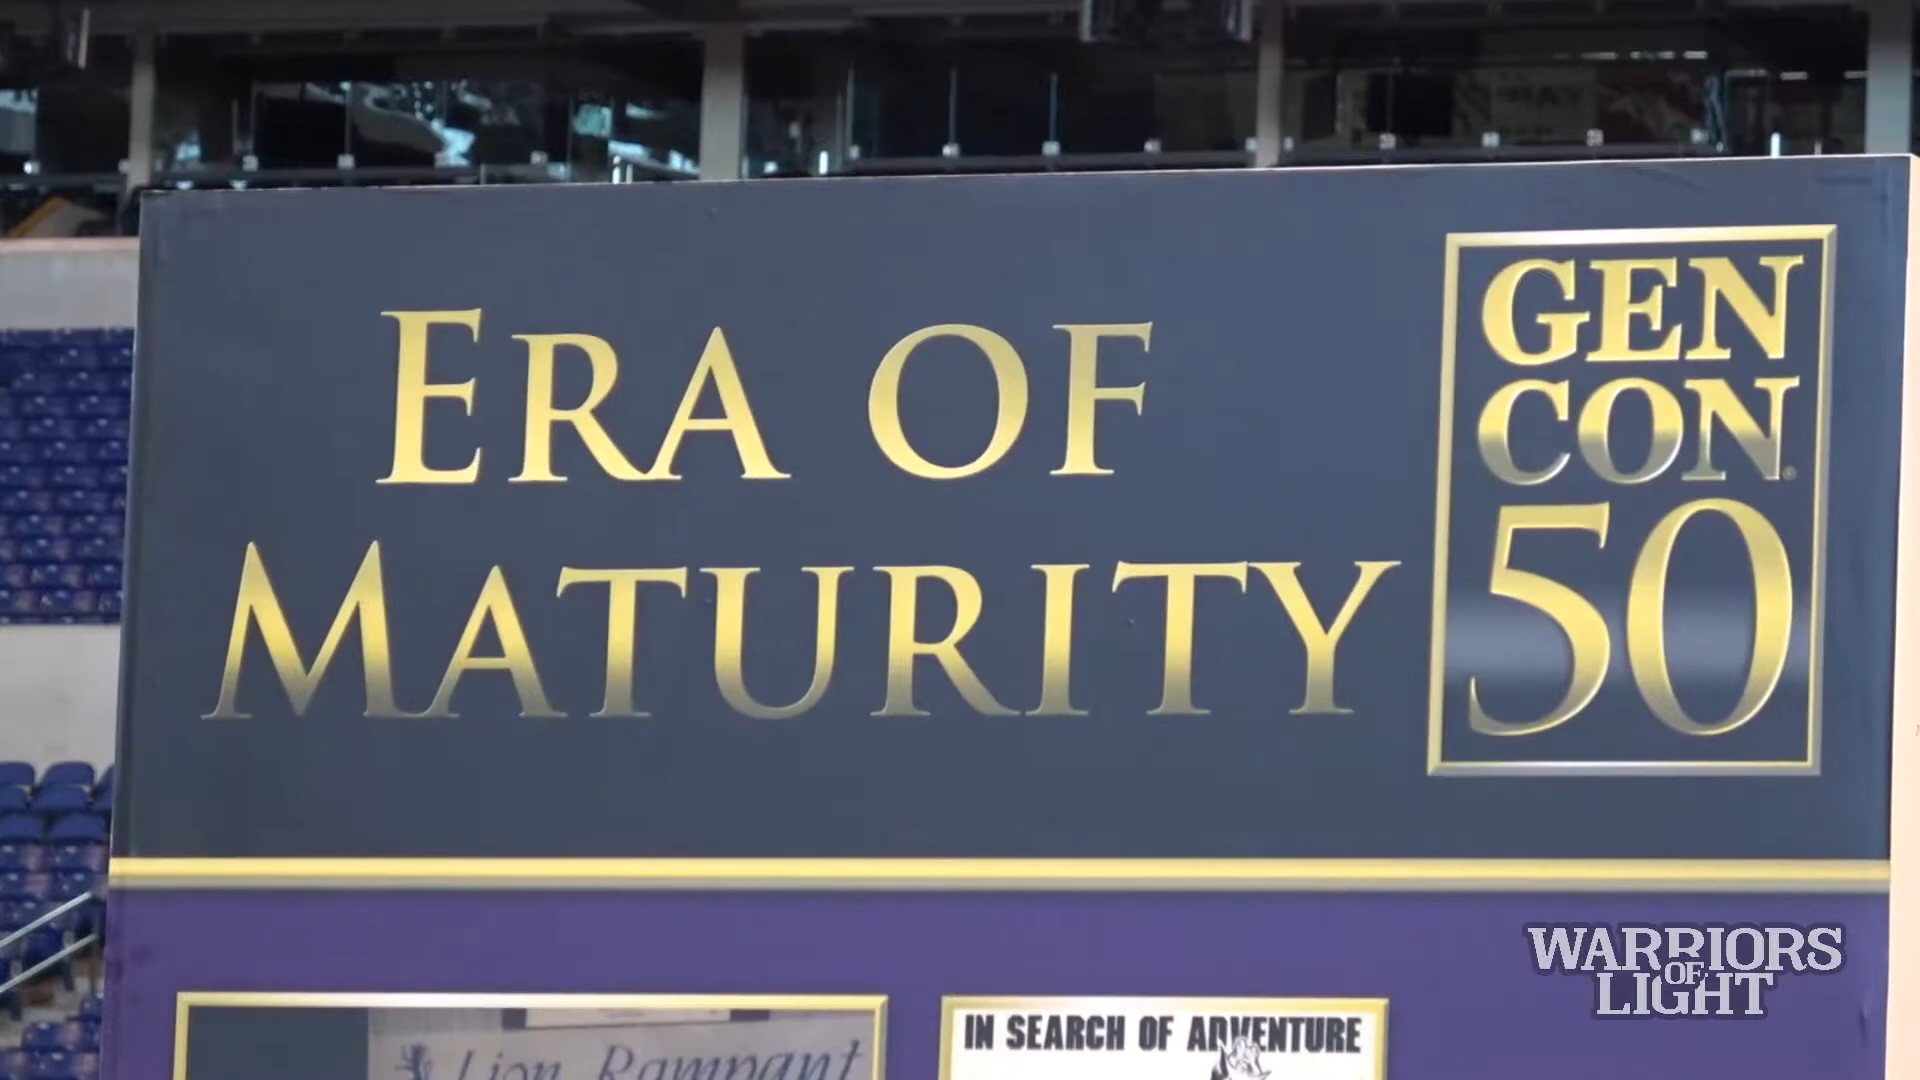 ERA OF
MATURITY
GEN
CON®
50
WARRIORS
OF
LIGHT
Lion Rampant
IN SEARCH OF ADVENTURE